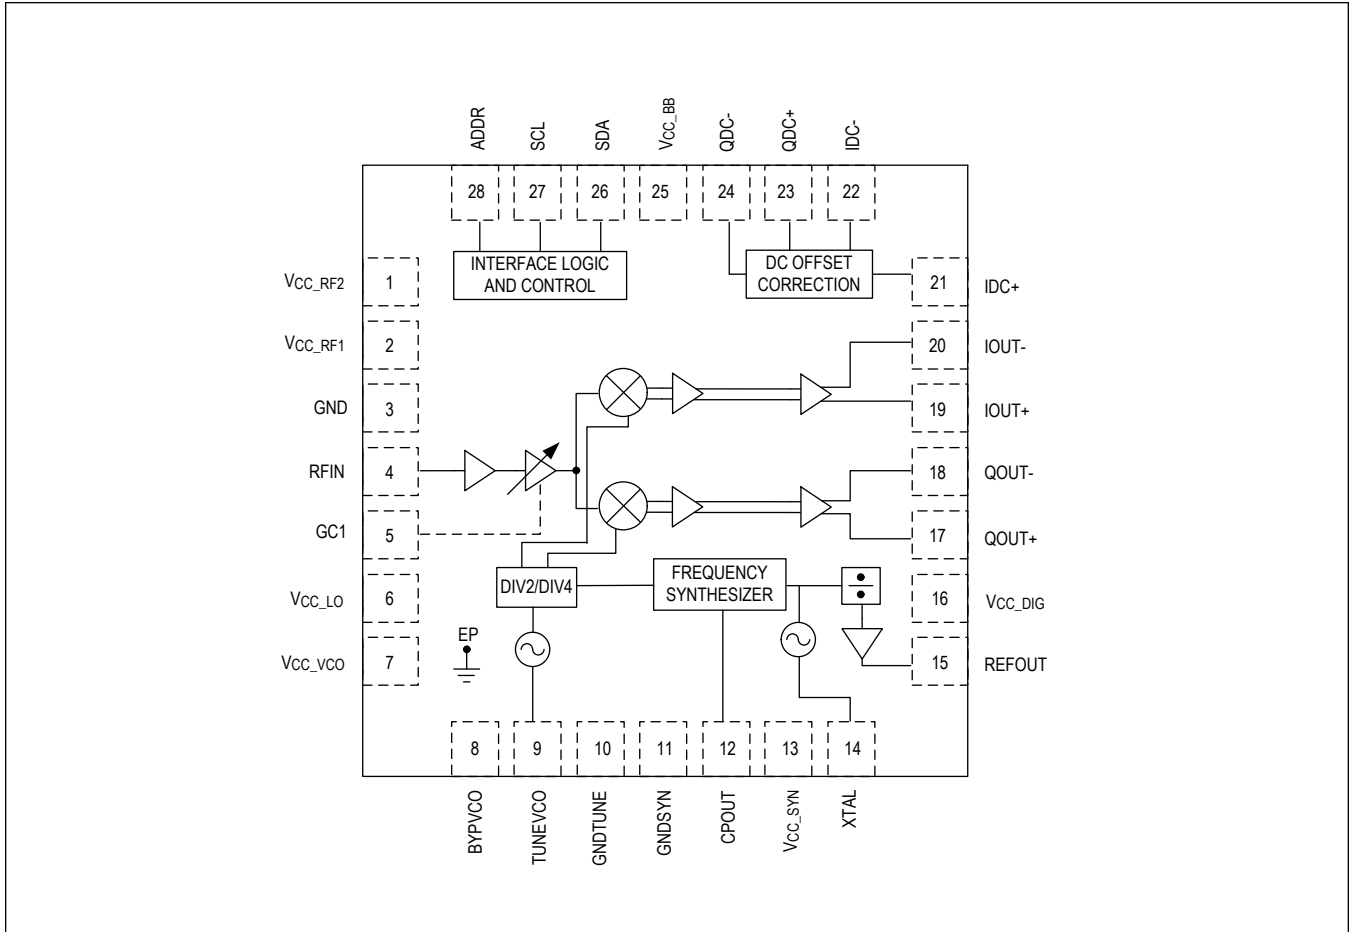 ADDR
SCL
SDA
VCC_BB
QDC-
QDC+
IDC-
28
27
26
25
24
23
22
INTERFACE LOGIC
AND CONTROL
DC OFFSET
CORRECTION
VCC_RF2
1
21
IDC+
VCC_RF1
2
20
IOUT-
GND
3
19
IOUT+
RFIN
4
18
QOUT-
GC1
5
17
QOUT+
DIV2/DIV4
FREQUENCY
SYNTHESIZER
÷
VCC_LO
6
16
VCC_DIG
EP
VCC_VCO
7
15
REFOUT
8
9
10
11
12
13
14
BYPVCO
TUNEVCO
GNDTUNE
GNDSYN
CPOUT
VCC_SYN
XTAL